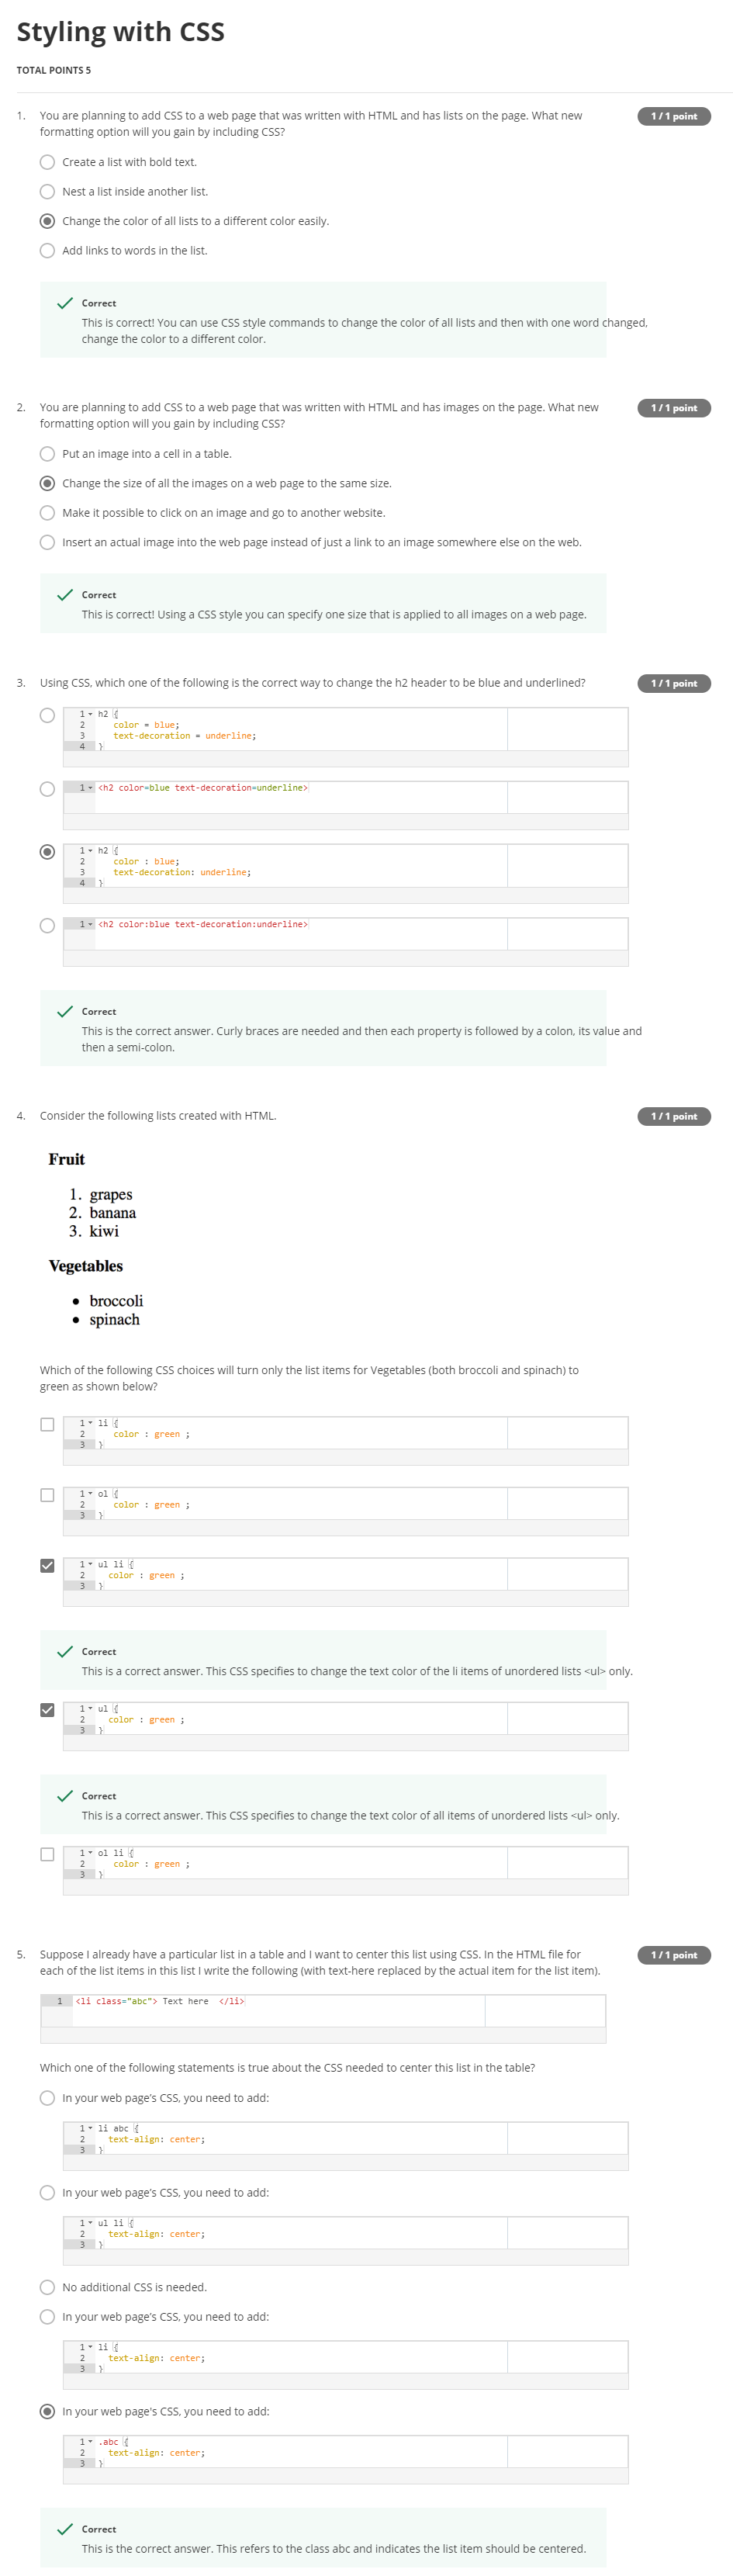 Styling with CSS
TOTAL POINTS 5
1. You are planning to add CSS to a web page that was written with HTML and has lists on the page. What new
formatting option will you gain by including CSS?
1 / 1 point
Create a list with bold text.
Nest a list inside another list.
Change the color of all lists to a different color easily.
Add links to words in the list.
Correct
This is correct! You can use CSS style commands to change the color of all lists and then with one word changed,
change the color to a different color.
2. You are planning to add CSS to a web page that was written with HTML and has images on the page. What new
formatting option will you gain by including CSS?
1 / 1 point
Put an image into a cell in a table.
Change the size of all the images on a web page to the same size.
Make it possible to click on an image and go to another website.
Insert an actual image into the web page instead of just a link to an image somewhere else on the web.
Correct
This is correct! Using a CSS style you can specify one size that is applied to all images on a web page.
3. Using CSS, which one of the following is the correct way to change the h2 header to be blue and underlined?
1 / 1 point
1 h2 {
2 color = blue;
3 text-decoration = underline;
4 }
1 <h2 color=blue text-decoration=underline>
1 h2 {
2 color : blue;
3 text-decoration: underline;
4 }
1 <h2 color:blue text-decoration:underline>
Correct
This is the correct answer. Curly braces are needed and then each property is followed by a colon, its value and
then a semi-colon.
4. Consider the following lists created with HTML.
1 / 1 point
Fruit
1. grapes
2. banana
3. kiwi
Vegetables
• broccoli
• spinach
Which of the following CSS choices will turn only the list items for Vegetables (both broccoli and spinach) to
green as shown below?
1 li {
2 color : green ;
3 }
1 ol {
2 color : green ;
3 }
1 ul li {
2 color : green ;
3 }
Correct
This is a correct answer. This CSS specifies to change the text color of the li items of unordered lists <ul> only.
1 ul {
2 color : green ;
3 }
Correct
This is a correct answer. This CSS specifies to change the text color of all items of unordered lists <ul> only.
1 ol li {
2 color : green ;
3 }
5. Suppose I already have a particular list in a table and I want to center this list using CSS. In the HTML file for
each of the list items in this list I write the following (with text-here replaced by the actual item for the list item).
1 / 1 point
1 <li class="abc"> Text here </li>
Which one of the following statements is true about the CSS needed to center this list in the table?
In your web page's CSS, you need to add:
1 li abc {
2 text-align: center;
3 }
In your web page's CSS, you need to add:
1 ul li {
2 text-align: center;
3 }
No additional CSS is needed.
In your web page's CSS, you need to add:
1 li {
2 text-align: center;
3 }
In your web page's CSS, you need to add:
1 .abc {
2 text-align: center;
3 }
Correct
This is the correct answer. This refers to the class abc and indicates the list item should be centered.